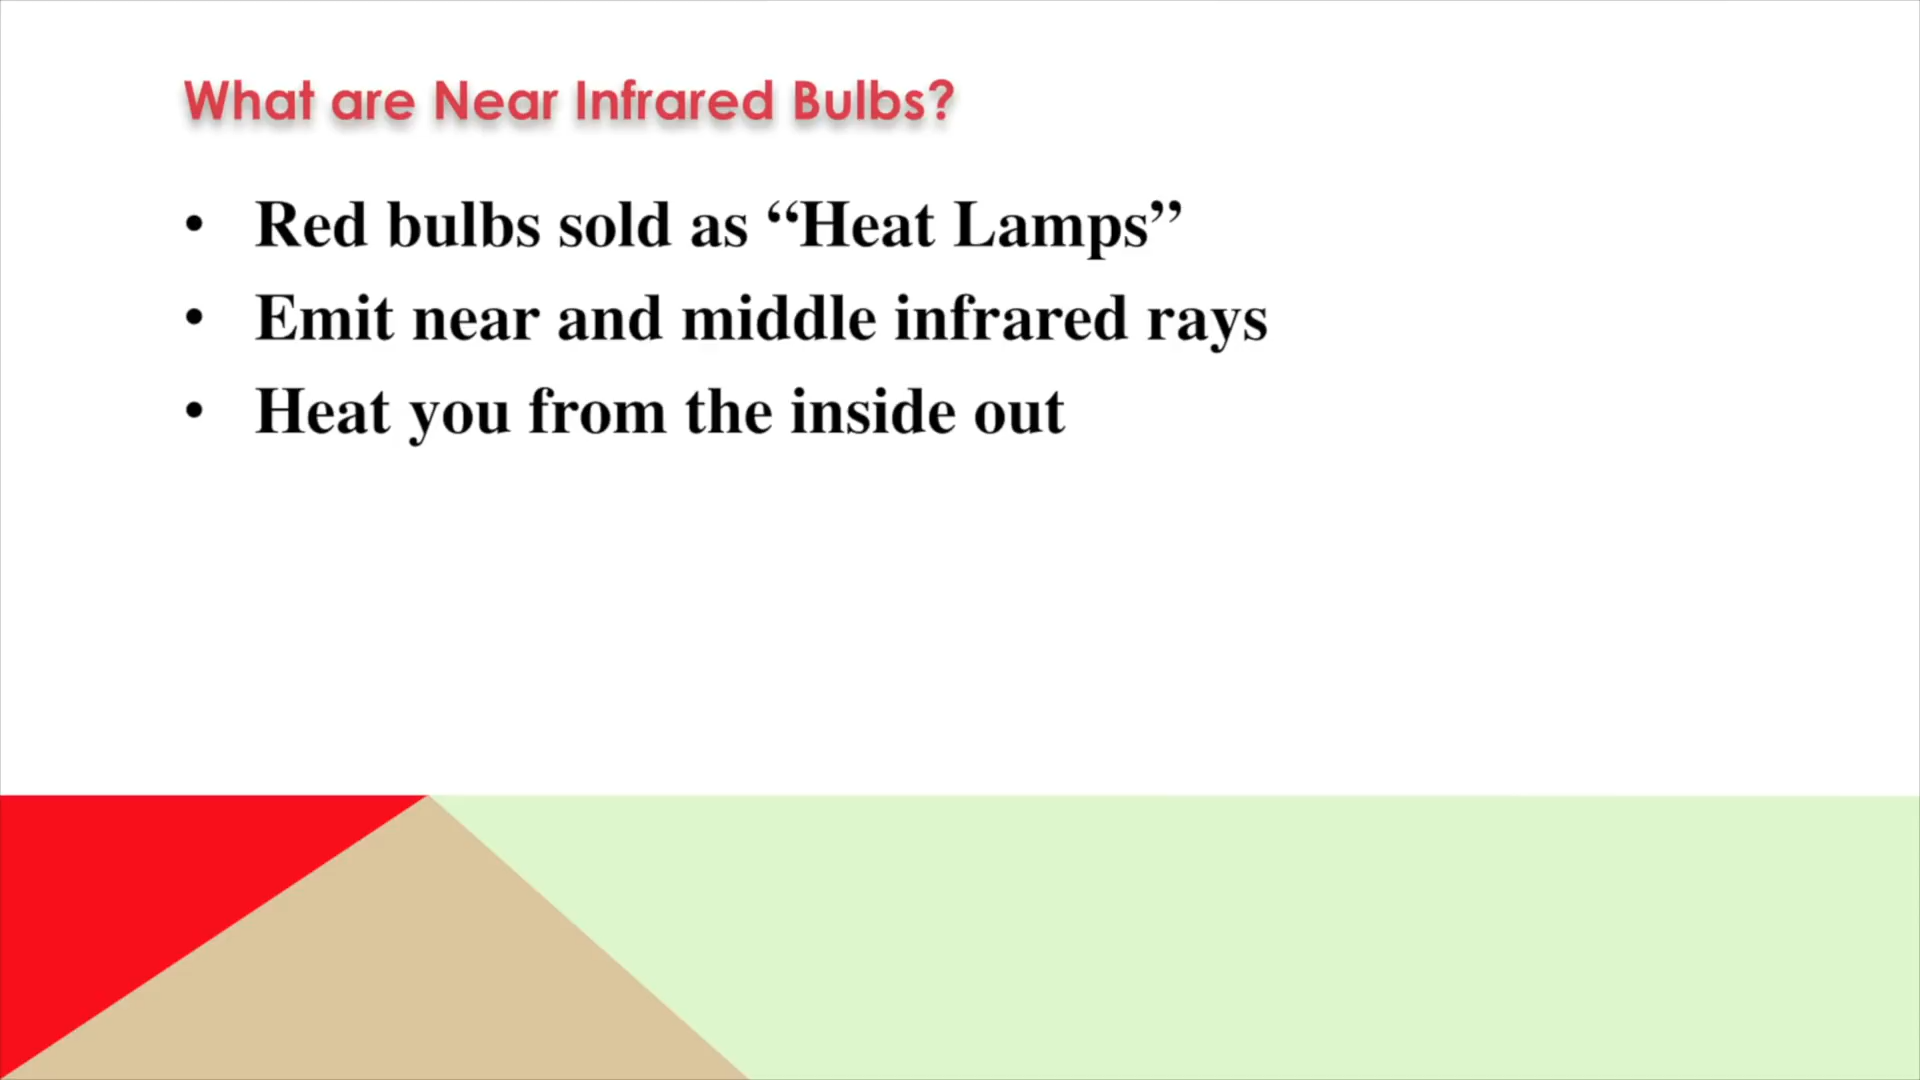 What are Near Infrared Bulbs?
• Red bulbs sold as “Heat Lamps”
• Emit near and middle infrared rays
• Heat you from the inside out